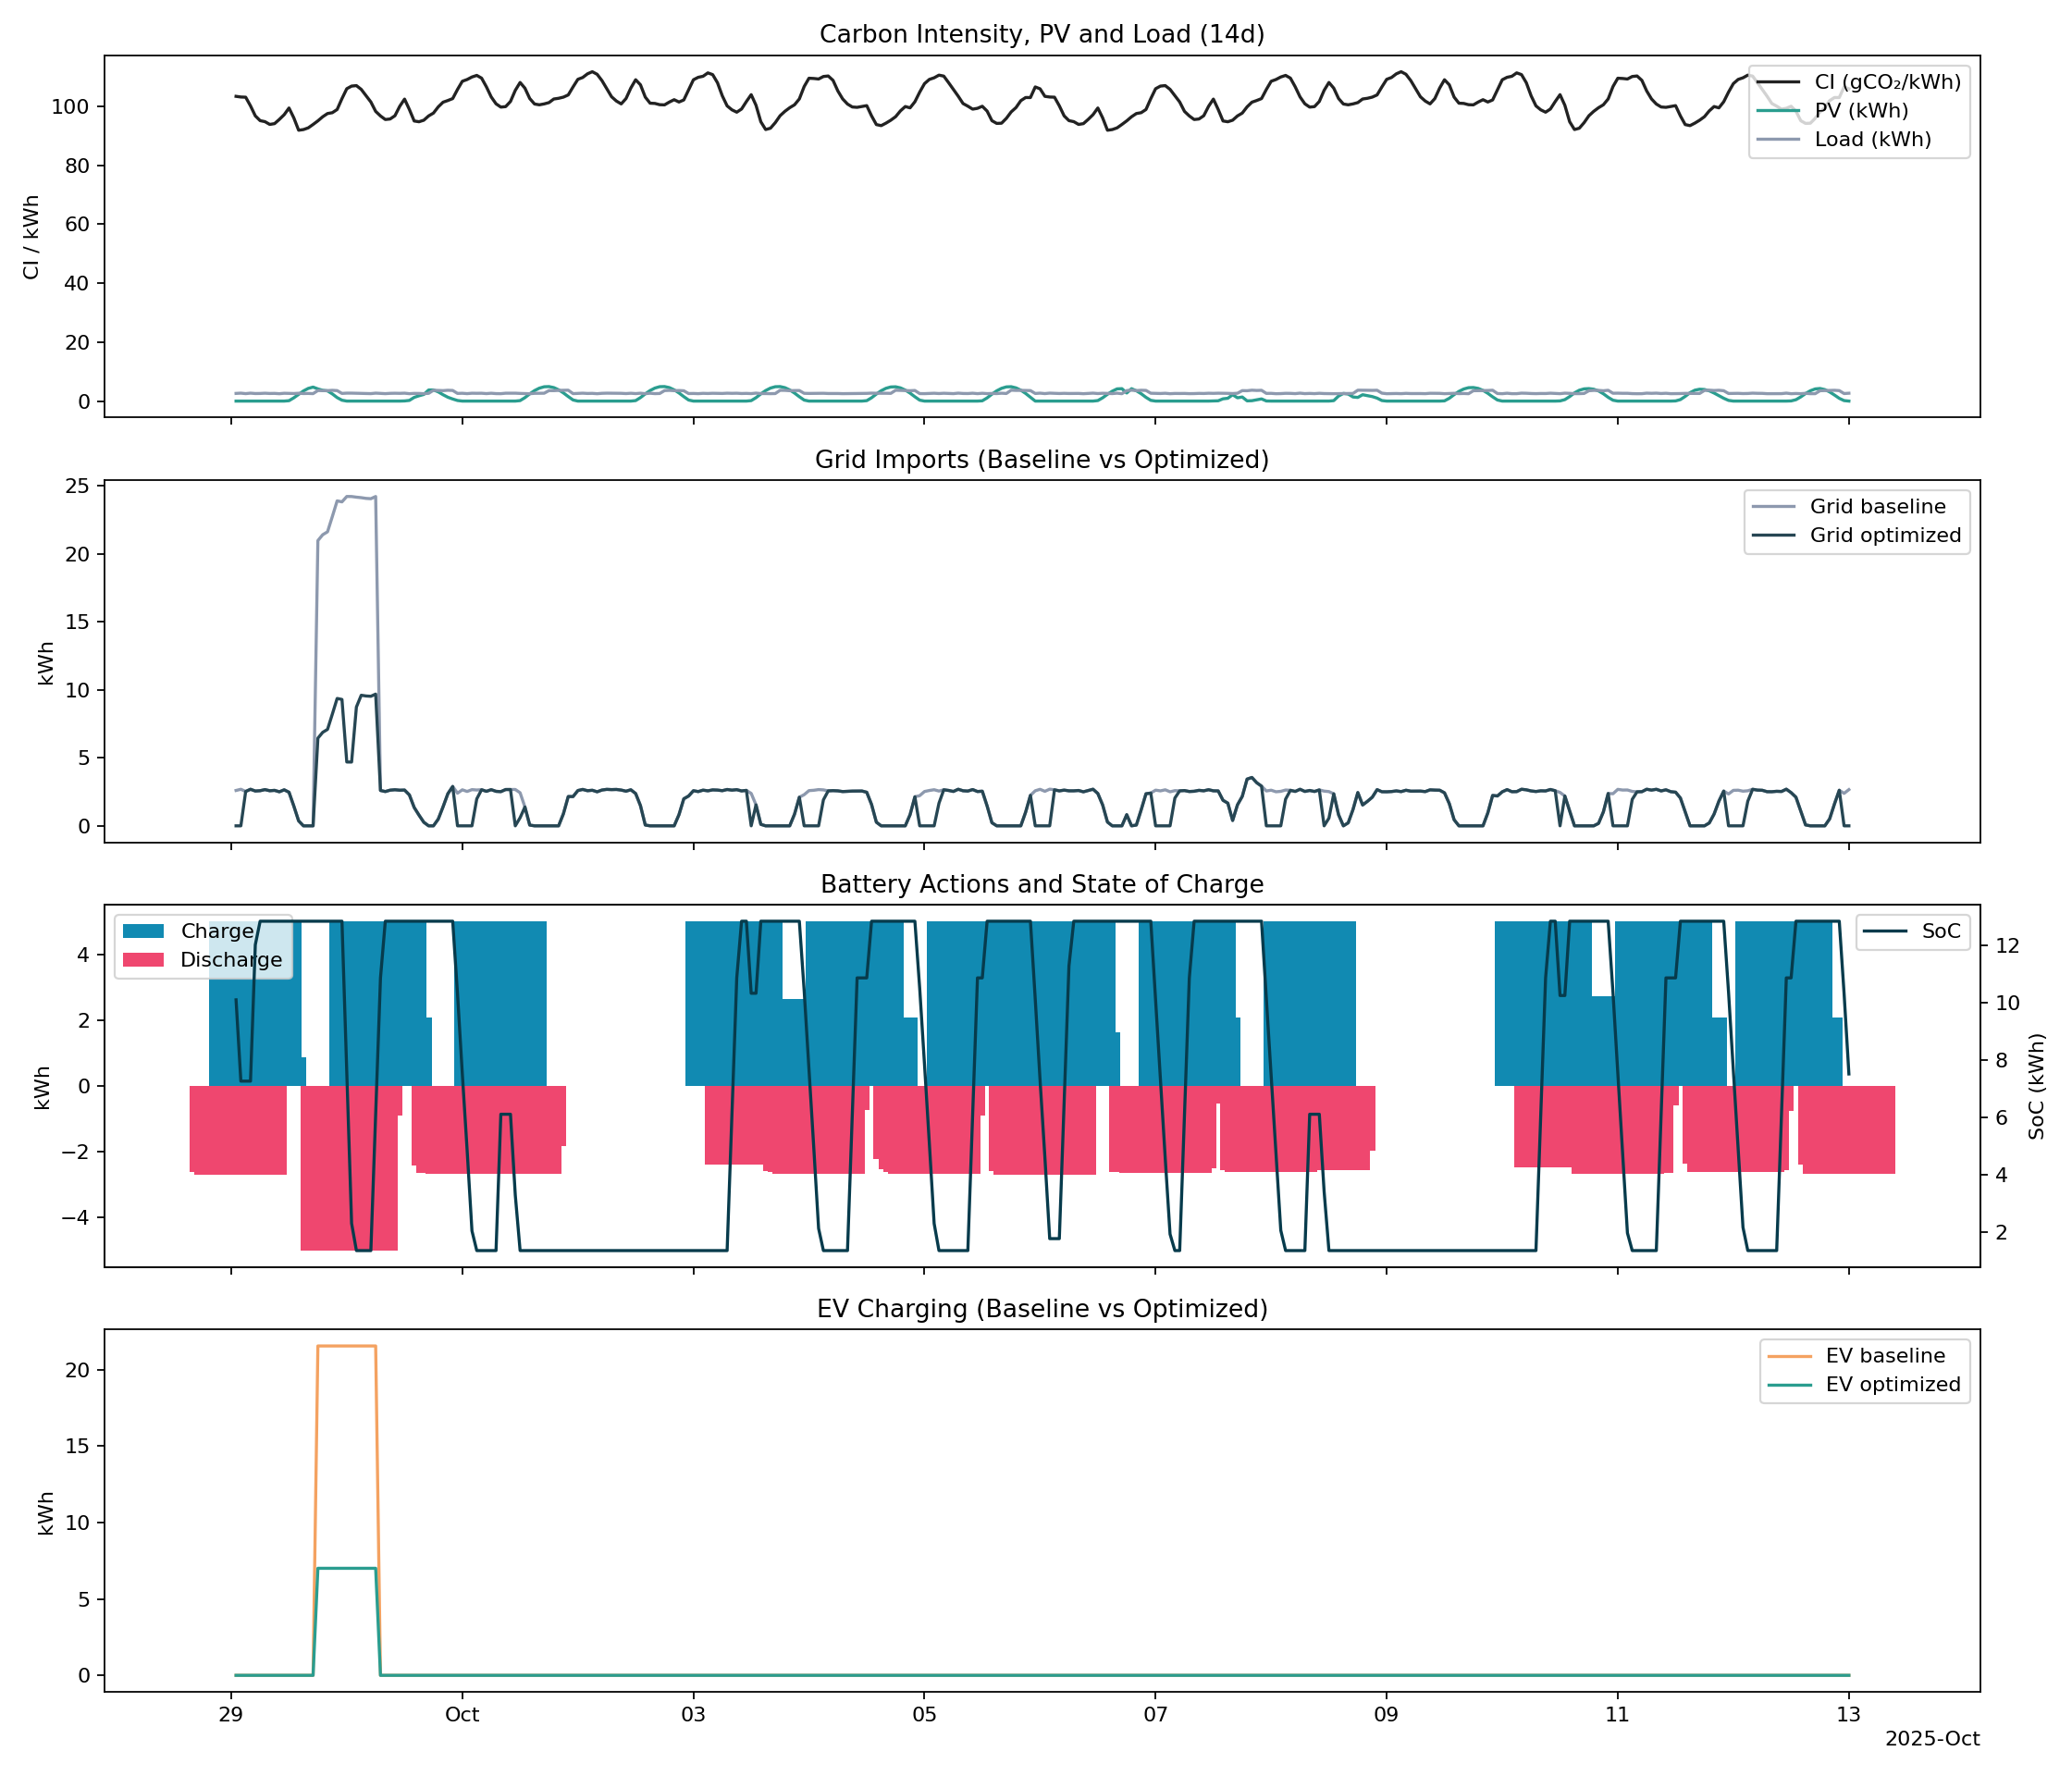 Carbon Intensity, PV and Load (14d)
CI / kWh
100
80
60
40
20
0
CI (gCO₂/kWh)
PV (kWh)
Load (kWh)
Grid Imports (Baseline vs Optimized)
kWh
25
20
15
10
5
0
Grid baseline
Grid optimized
Battery Actions and State of Charge
kWh
4
2
0
−2
−4
Charge
Discharge
SoC
12
10
8
6
4
2
SoC (kWh)
EV Charging (Baseline vs Optimized)
kWh
20
15
10
5
0
EV baseline
EV optimized
29 Oct 03 05 07 09 11 13
2025-Oct